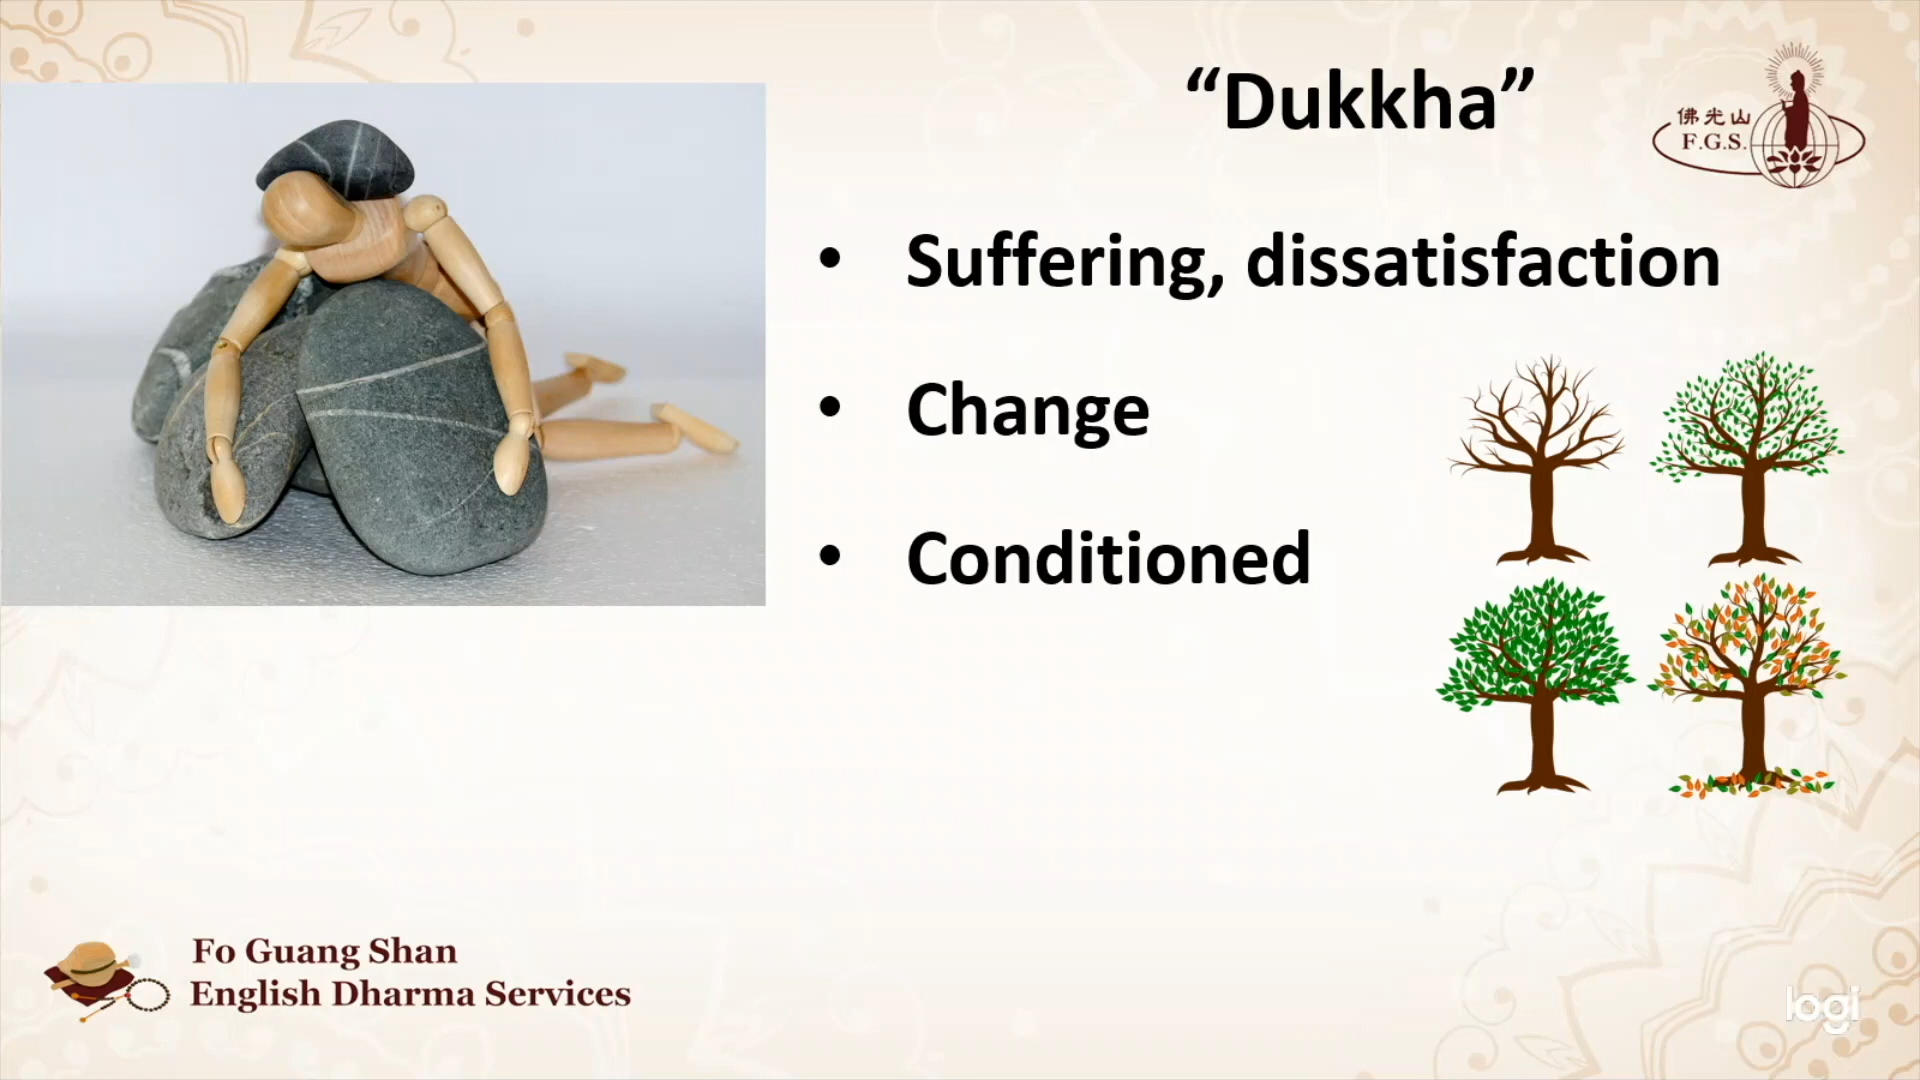 “Dukkha”
佛光山
F.G.S.
• Suffering, dissatisfaction
• Change
• Conditioned
Fo Guang Shan
English Dharma Services
logi